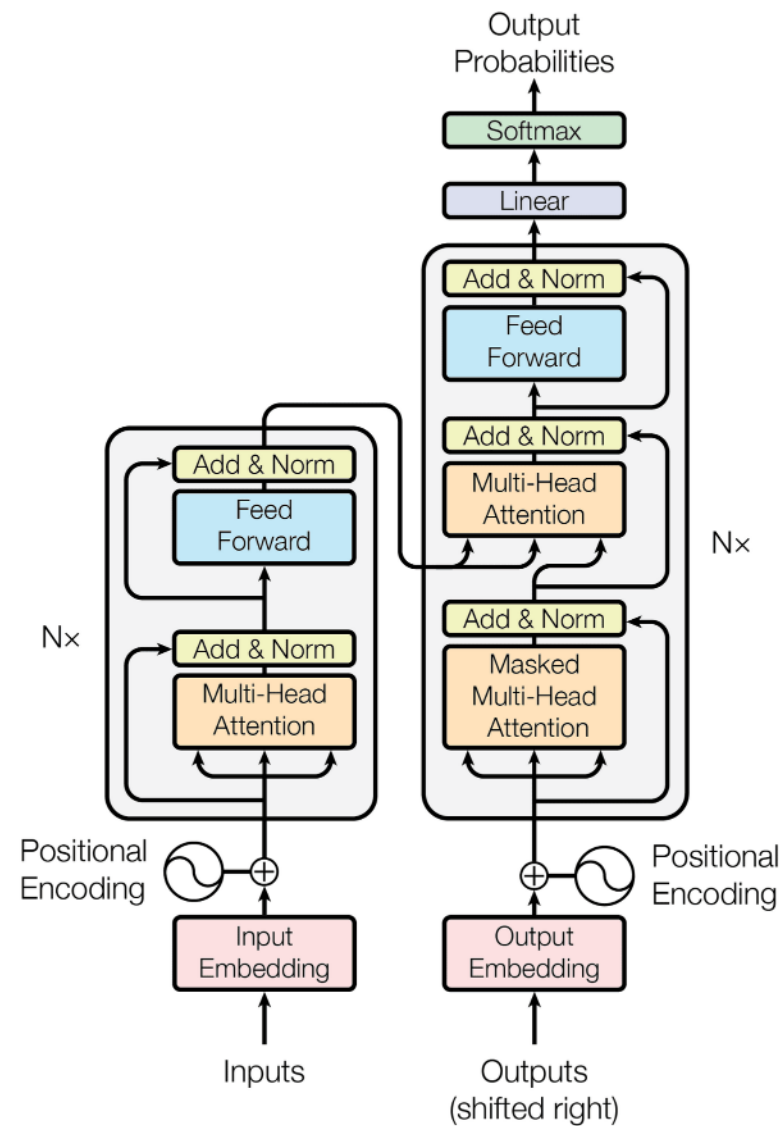 Output
Probabilities
Softmax
Linear
Add & Norm
Feed
Forward
Add & Norm
Multi-Head
Attention
N×
Add & Norm
Masked
Multi-Head
Attention
Add & Norm
Feed
Forward
N×
Add & Norm
Multi-Head
Attention
Positional
Encoding
Positional
Encoding
Input
Embedding
Output
Embedding
Inputs
Outputs
(shifted right)